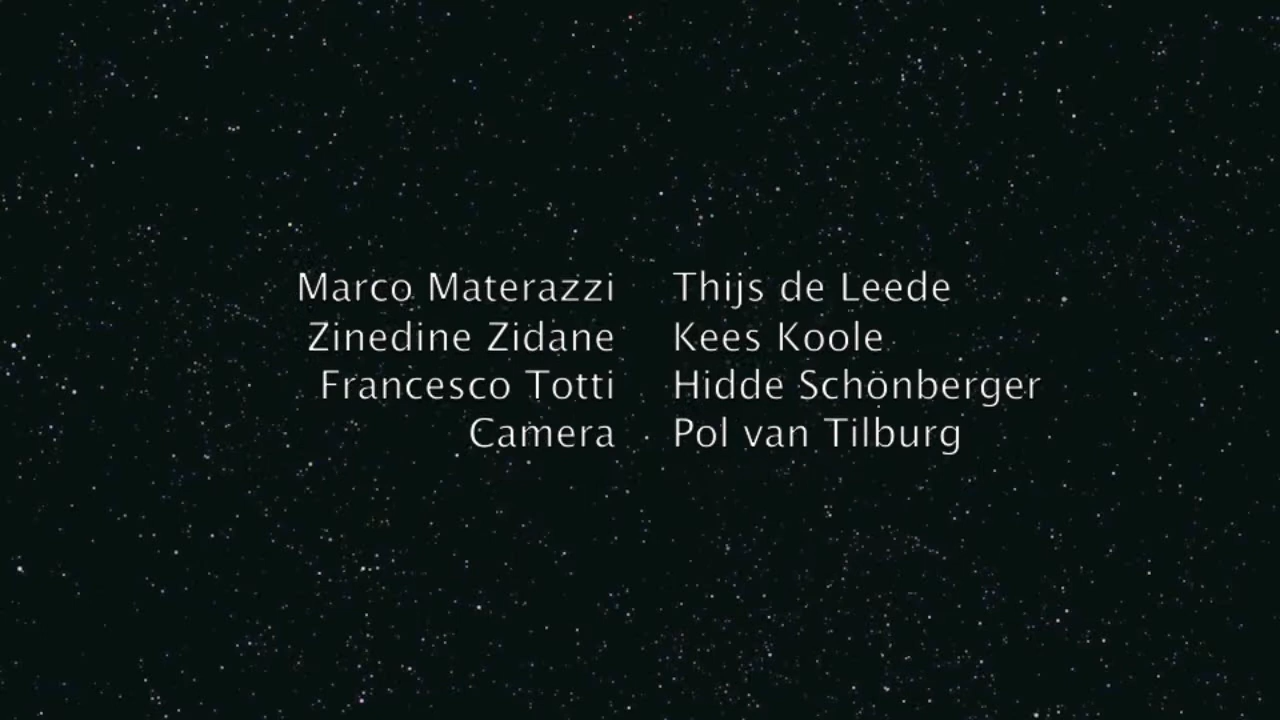 Marco Materazzi Thijs de Leede
Zinedine Zidane Kees Koole
Francesco Totti Hidde Schönberger
Camera Pol van Tilburg